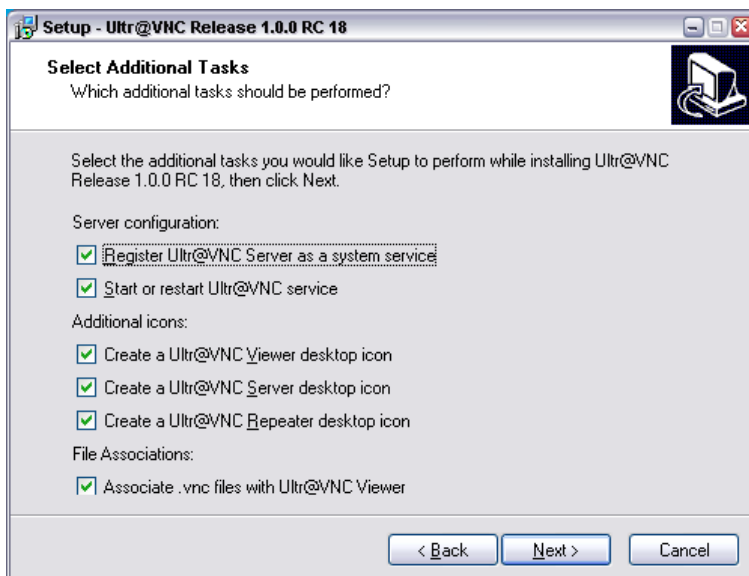 Setup - Ultr@VNC Release 1.0.0 RC 18
Select Additional Tasks
Which additional tasks should be performed?
Select the additional tasks you would like Setup to perform while installing Ultr@VNC
Release 1.0.0 RC 18, then click Next.
Server configuration:
Register Ultr@VNC Server as a system service
Start or restart Ultr@VNC service
Additional icons:
Create a Ultr@VNC Viewer desktop icon
Create a Ultr@VNC Server desktop icon
Create a Ultr@VNC Repeater desktop icon
File Associations:
Associate .vnc files with Ultr@VNC Viewer
< Back Next > Cancel